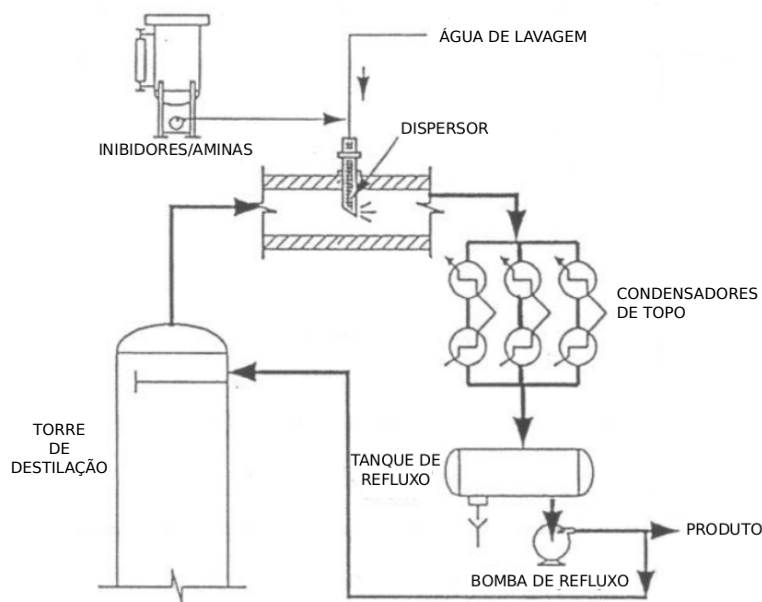 ÁGUA DE LAVAGEM
DISPERSOR
INIBIDORES/AMINAS
CONDENSADORES
DE TOPO
TORRE
DE
DESTILAÇÃO
TANQUE DE
REFLUXO
PRODUTO
BOMBA DE REFLUXO